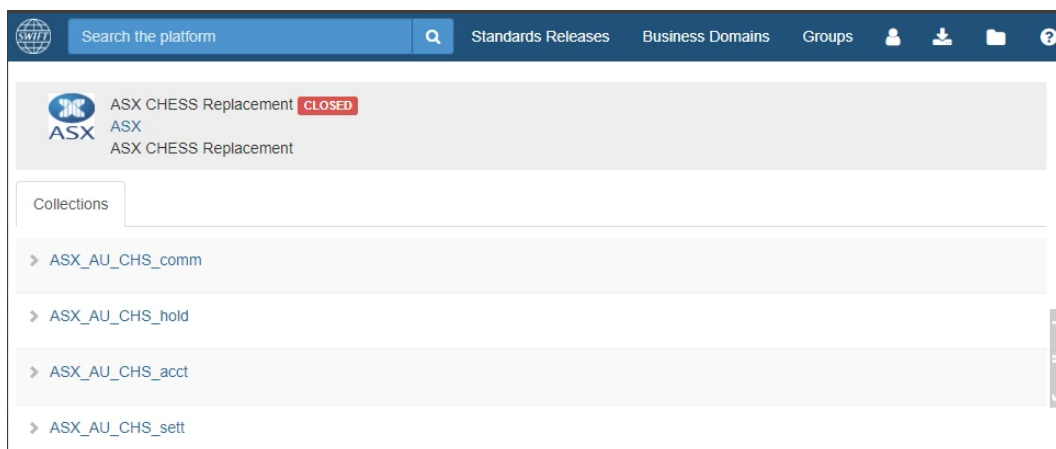 SWIFT
Search the platform
Standards Releases
Business Domains
Groups
ASX
ASX CHESS Replacement CLOSED
ASX
ASX CHESS Replacement
Collections
ASX_AU_CHS_comm
ASX_AU_CHS_hold
ASX_AU_CHS_acct
ASX_AU_CHS_sett